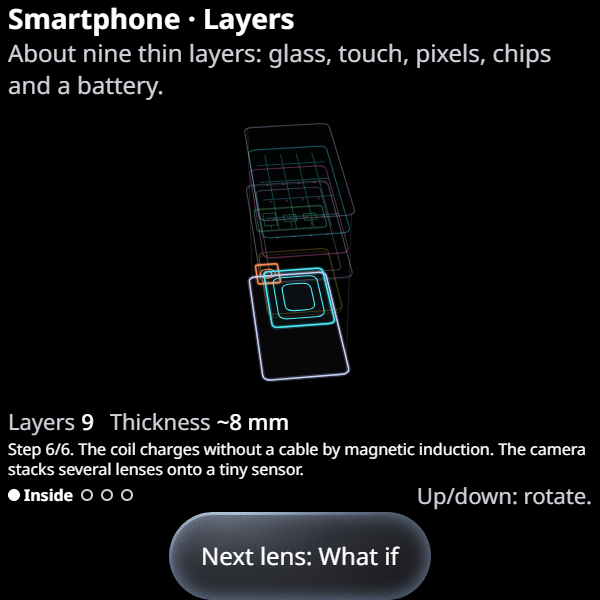 Smartphone · Layers
About nine thin layers: glass, touch, pixels, chips
and a battery.
Layers 9 Thickness ~8 mm
Step 6/6. The coil charges without a cable by magnetic induction. The camera
stacks several lenses onto a tiny sensor.
Inside
Up/down: rotate.
Next lens: What if